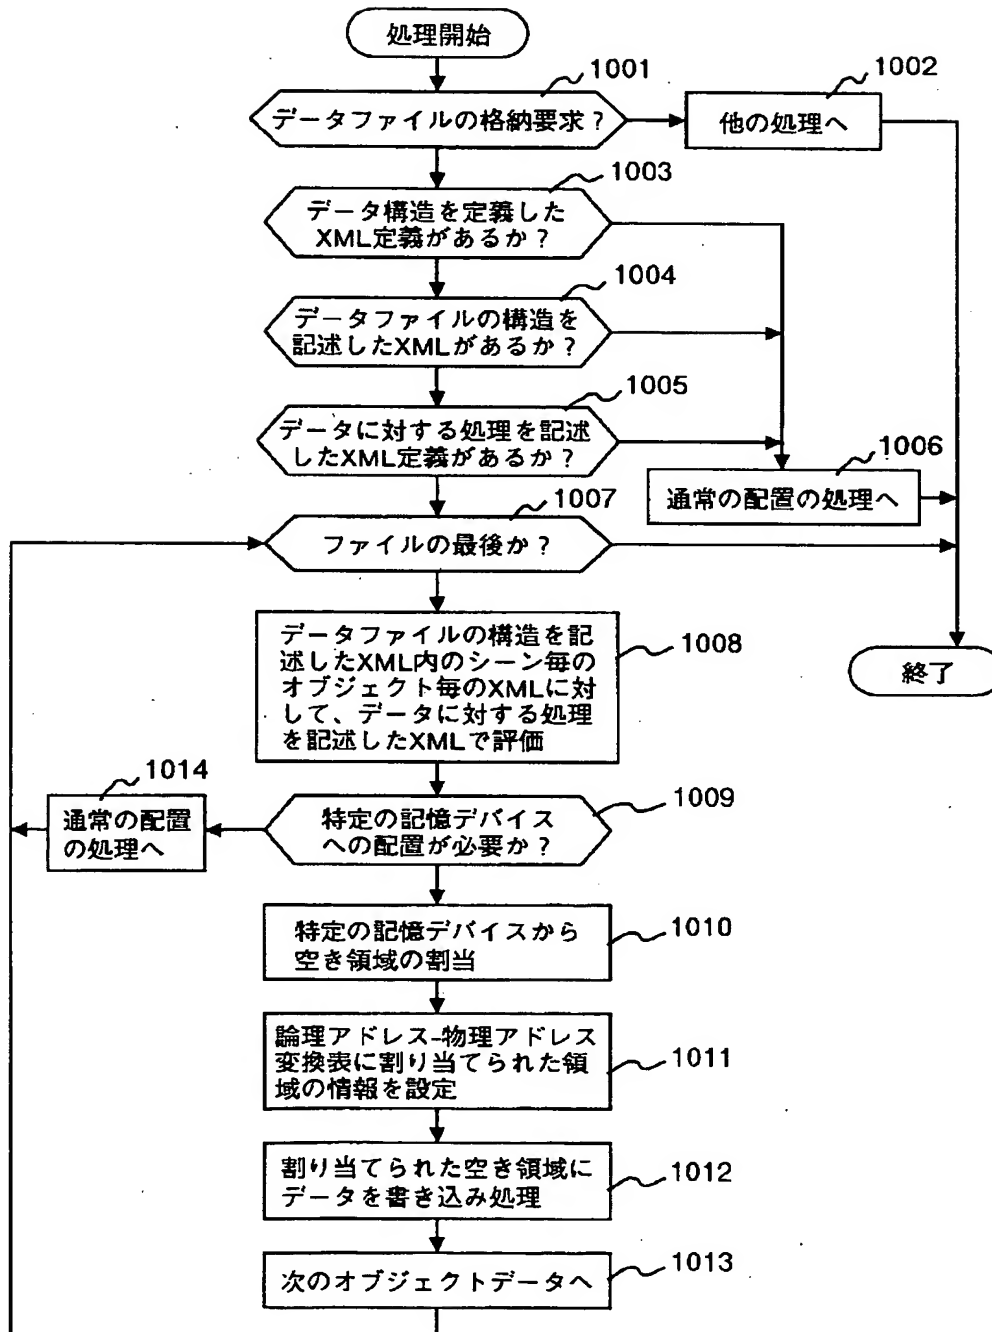 処理開始
1001
データファイルの格納要求？
1002
他の処理へ
1003
データ構造を定義した
XML定義があるか？
1004
データファイルの構造を
記述したXMLがあるか？
1005
データに対する処理を記述
したXML定義があるか？
1006
通常の配置の処理へ
1007
ファイルの最後か？
データファイルの構造を記
述したXML内のシーン毎の
オブジェクト毎のXMLに対
して、データに対する処理
を記述したXMLで評価
1008
終了
1014
通常の配置
の処理へ
特定の記憶デバイス
への配置が必要か？
1009
特定の記憶デバイスから
空き領域の割当
1010
論理アドレス-物理アドレス
変換表に割り当てられた領
域の情報を設定
1011
割り当てられた空き領域に
データを書き込み処理
1012
次のオブジェクトデータへ
1013